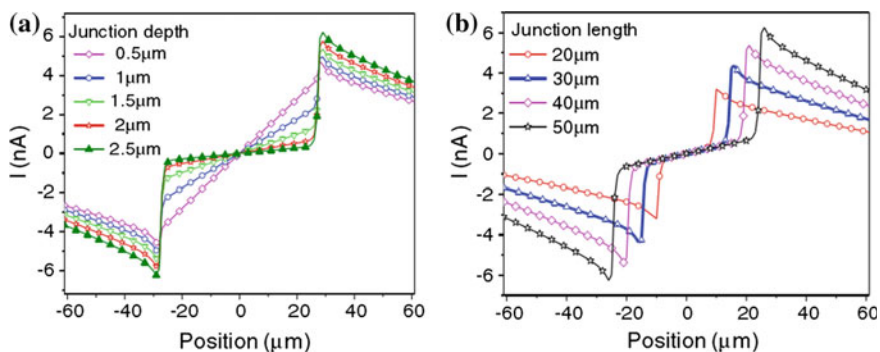 (a)
Junction depth
0.5μm
1μm
1.5μm
2μm
2.5μm
I (nA)
6
4
2
0
-2
-4
-6
-60 -40 -20 0 20 40 60
Position (μm)
(b)
Junction length
20μm
30μm
40μm
50μm
I (nA)
6
4
2
0
-2
-4
-6
-60 -40 -20 0 20 40 60
Position (μm)